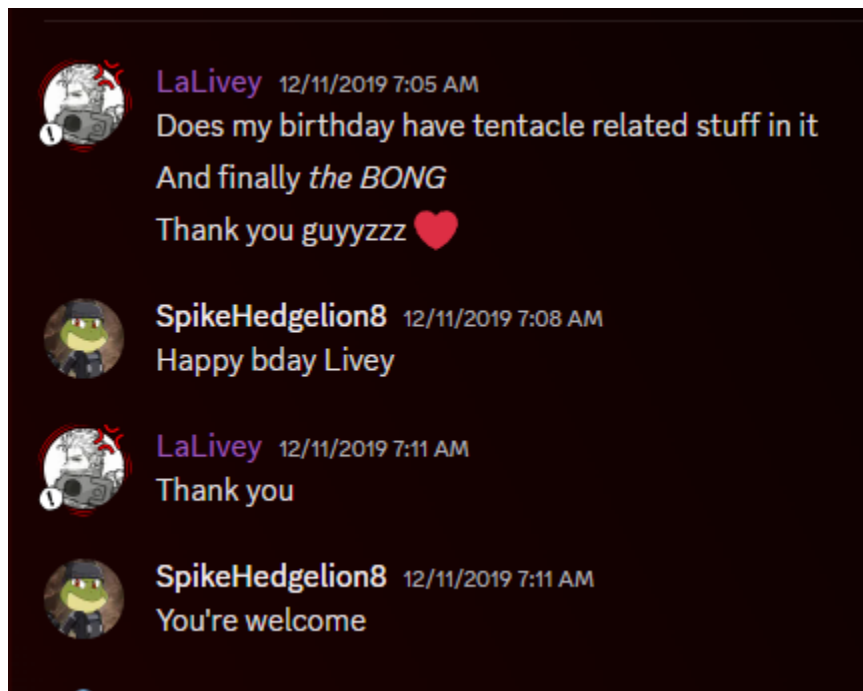 LaLivey 12/11/2019 7:05 AM
Does my birthday have tentacle related stuff in it
And finally the BONG
Thank you guyyzzz ❤️
SpikeHedgelion8 12/11/2019 7:08 AM
Happy bday Livey
LaLivey 12/11/2019 7:11 AM
Thank you
SpikeHedgelion8 12/11/2019 7:11 AM
You're welcome